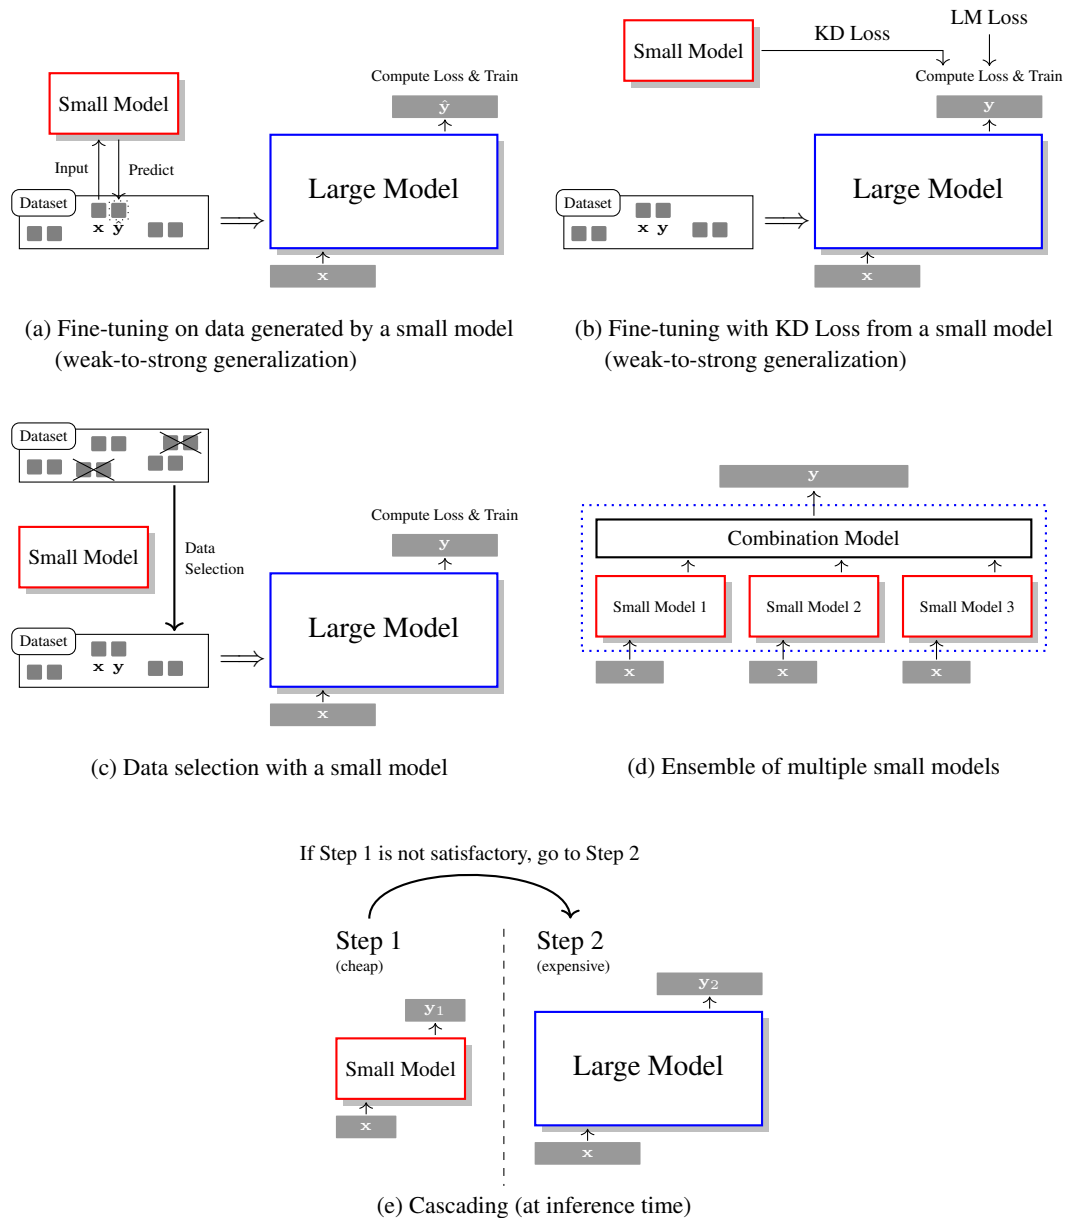 Small Model
Input
Predict
Dataset
x ŷ
Compute Loss & Train
ŷ
Large Model
x
(a) Fine-tuning on data generated by a small model
(weak-to-strong generalization)
Small Model
KD Loss
LM Loss
Compute Loss & Train
y
Dataset
x y
Large Model
x
(b) Fine-tuning with KD Loss from a small model
(weak-to-strong generalization)
Dataset
Small Model
Data
Selection
Dataset
x y
Compute Loss & Train
y
Large Model
x
(c) Data selection with a small model
y
Combination Model
Small Model 1
Small Model 2
Small Model 3
x
x
x
(d) Ensemble of multiple small models
If Step 1 is not satisfactory, go to Step 2
Step 1
(cheap)
y₁
Small Model
x
Step 2
(expensive)
y₂
Large Model
x
(e) Cascading (at inference time)